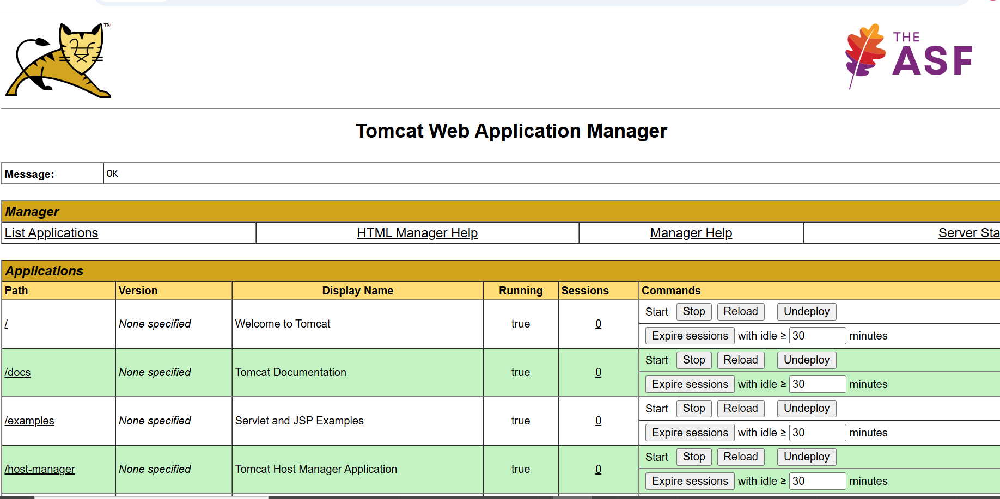 TM
THE
ASF
Tomcat Web Application Manager
Message: OK
Manager
List Applications HTML Manager Help Manager Help Server Sta
Applications
Path Version Display Name Running Sessions Commands
/ None specified Welcome to Tomcat true 0 Start Stop Reload Undeploy
Expire sessions with idle ≥ 30 minutes
/docs None specified Tomcat Documentation true 0 Start Stop Reload Undeploy
Expire sessions with idle ≥ 30 minutes
/examples None specified Servlet and JSP Examples true 0 Start Stop Reload Undeploy
Expire sessions with idle ≥ 30 minutes
/host-manager None specified Tomcat Host Manager Application true 0 Start Stop Reload Undeploy
Expire sessions with idle ≥ 30 minutes